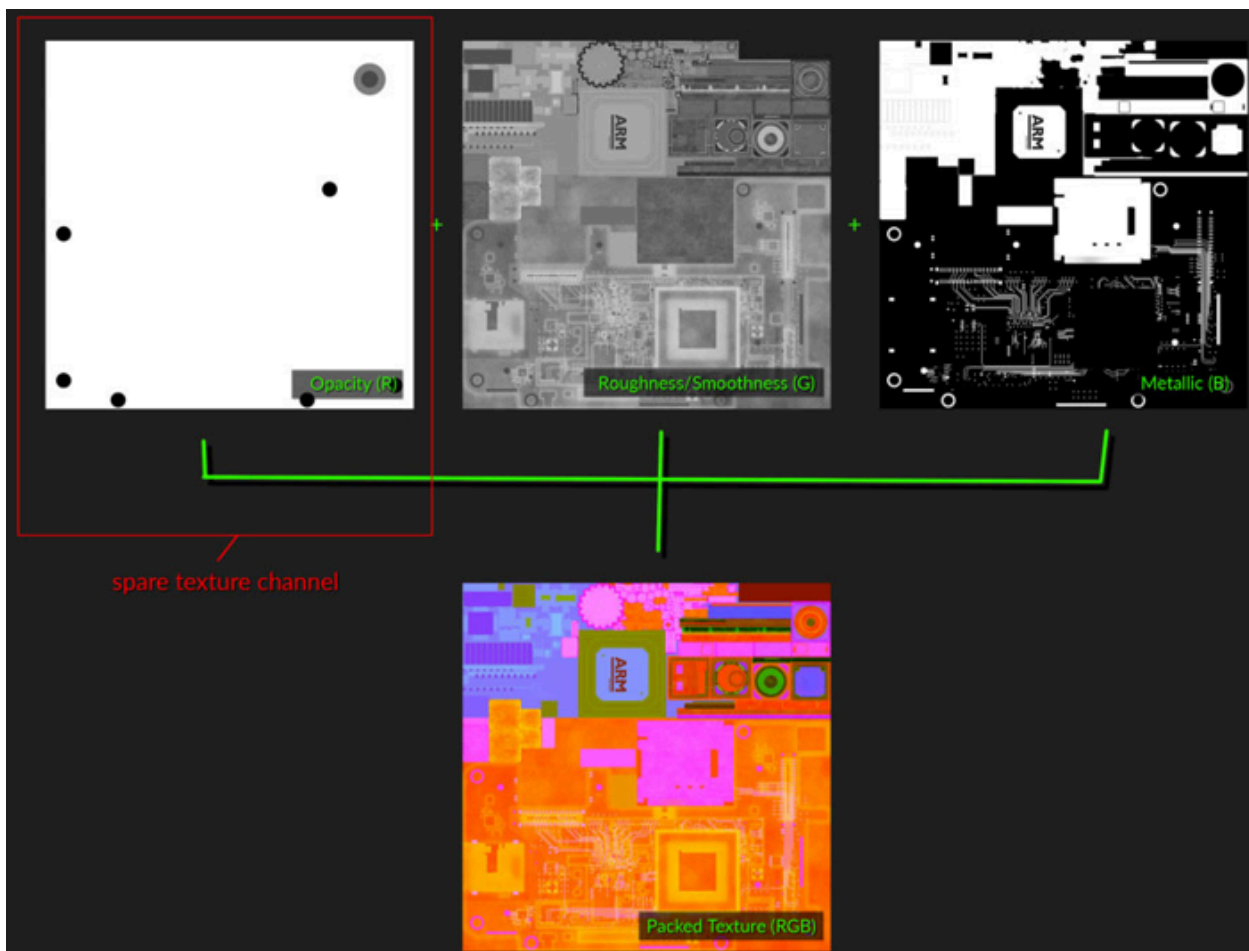 ARM
ARM
Opacity (R)
+
Roughness/Smoothness (G)
+
Metallic (B)
spare texture channel
ARM
Packed Texture (RGB)